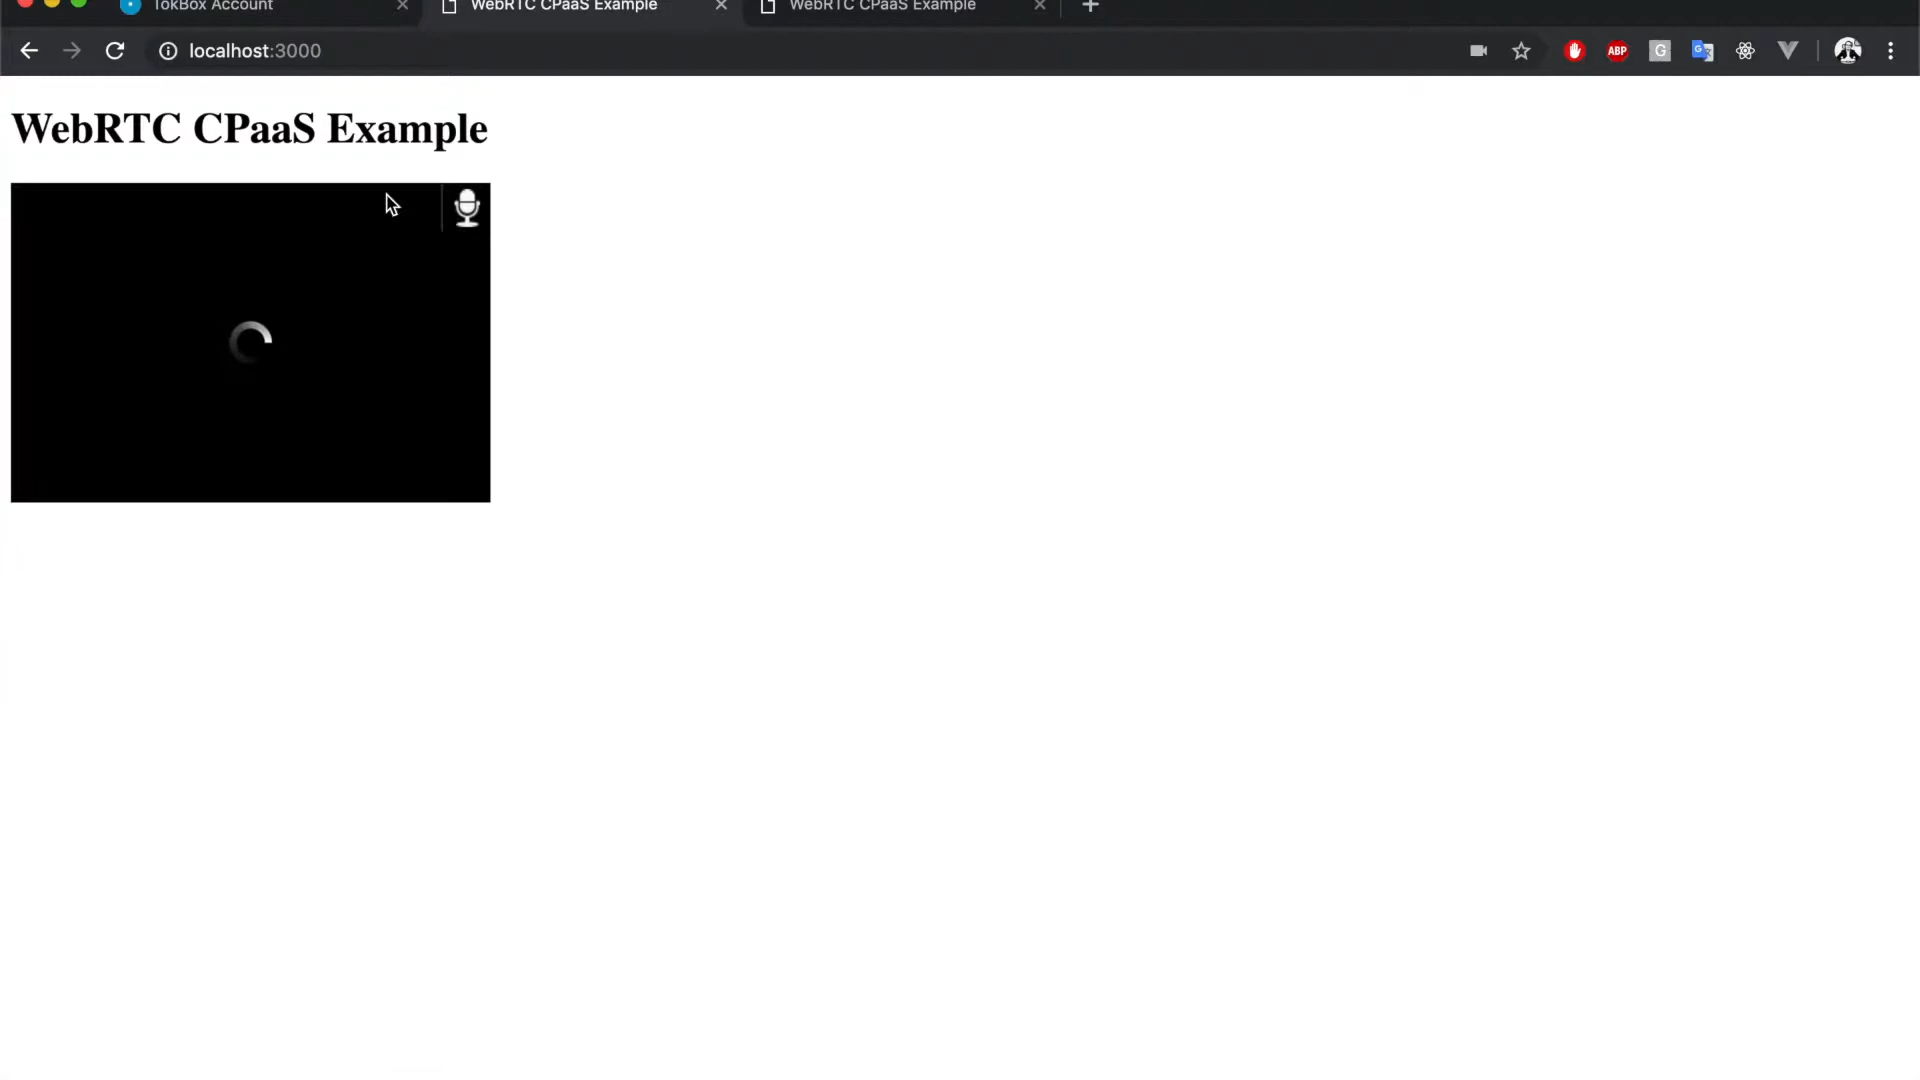 TokBox Account
WebRTC CPaaS Example
WebRTC CPaaS Example
localhost:3000
ABP
G
G
WebRTC CPaaS Example